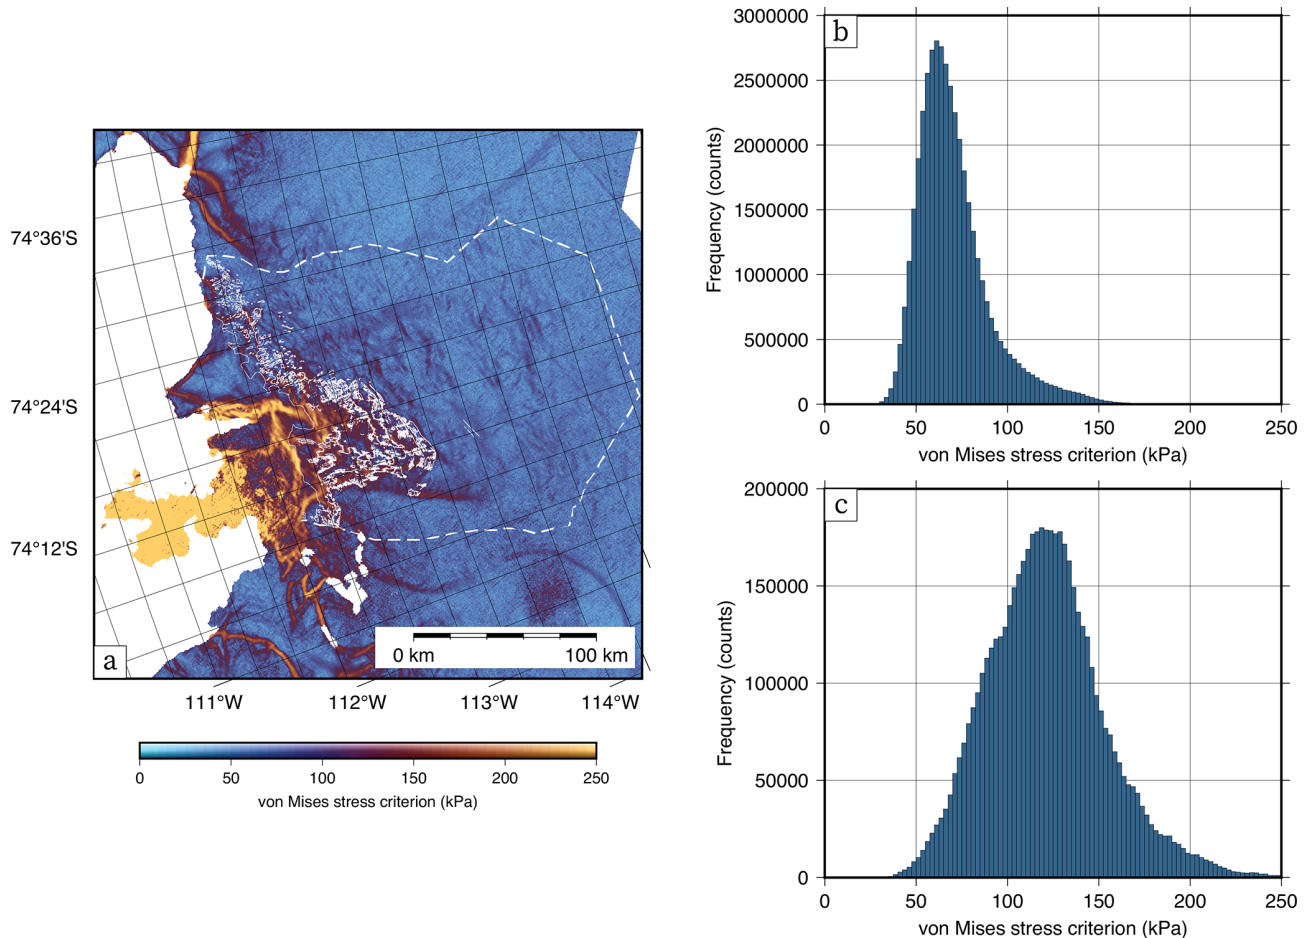 74°36'S
74°24'S
74°12'S
a
0 km 100 km
111°W 112°W 113°W 114°W
0 50 100 150 200 250
von Mises stress criterion (kPa)
b
3000000
2500000
2000000
1500000
1000000
500000
0
Frequency (counts)
0 50 100 150 200 250
von Mises stress criterion (kPa)
c
200000
150000
100000
50000
0
Frequency (counts)
0 50 100 150 200 250
von Mises stress criterion (kPa)